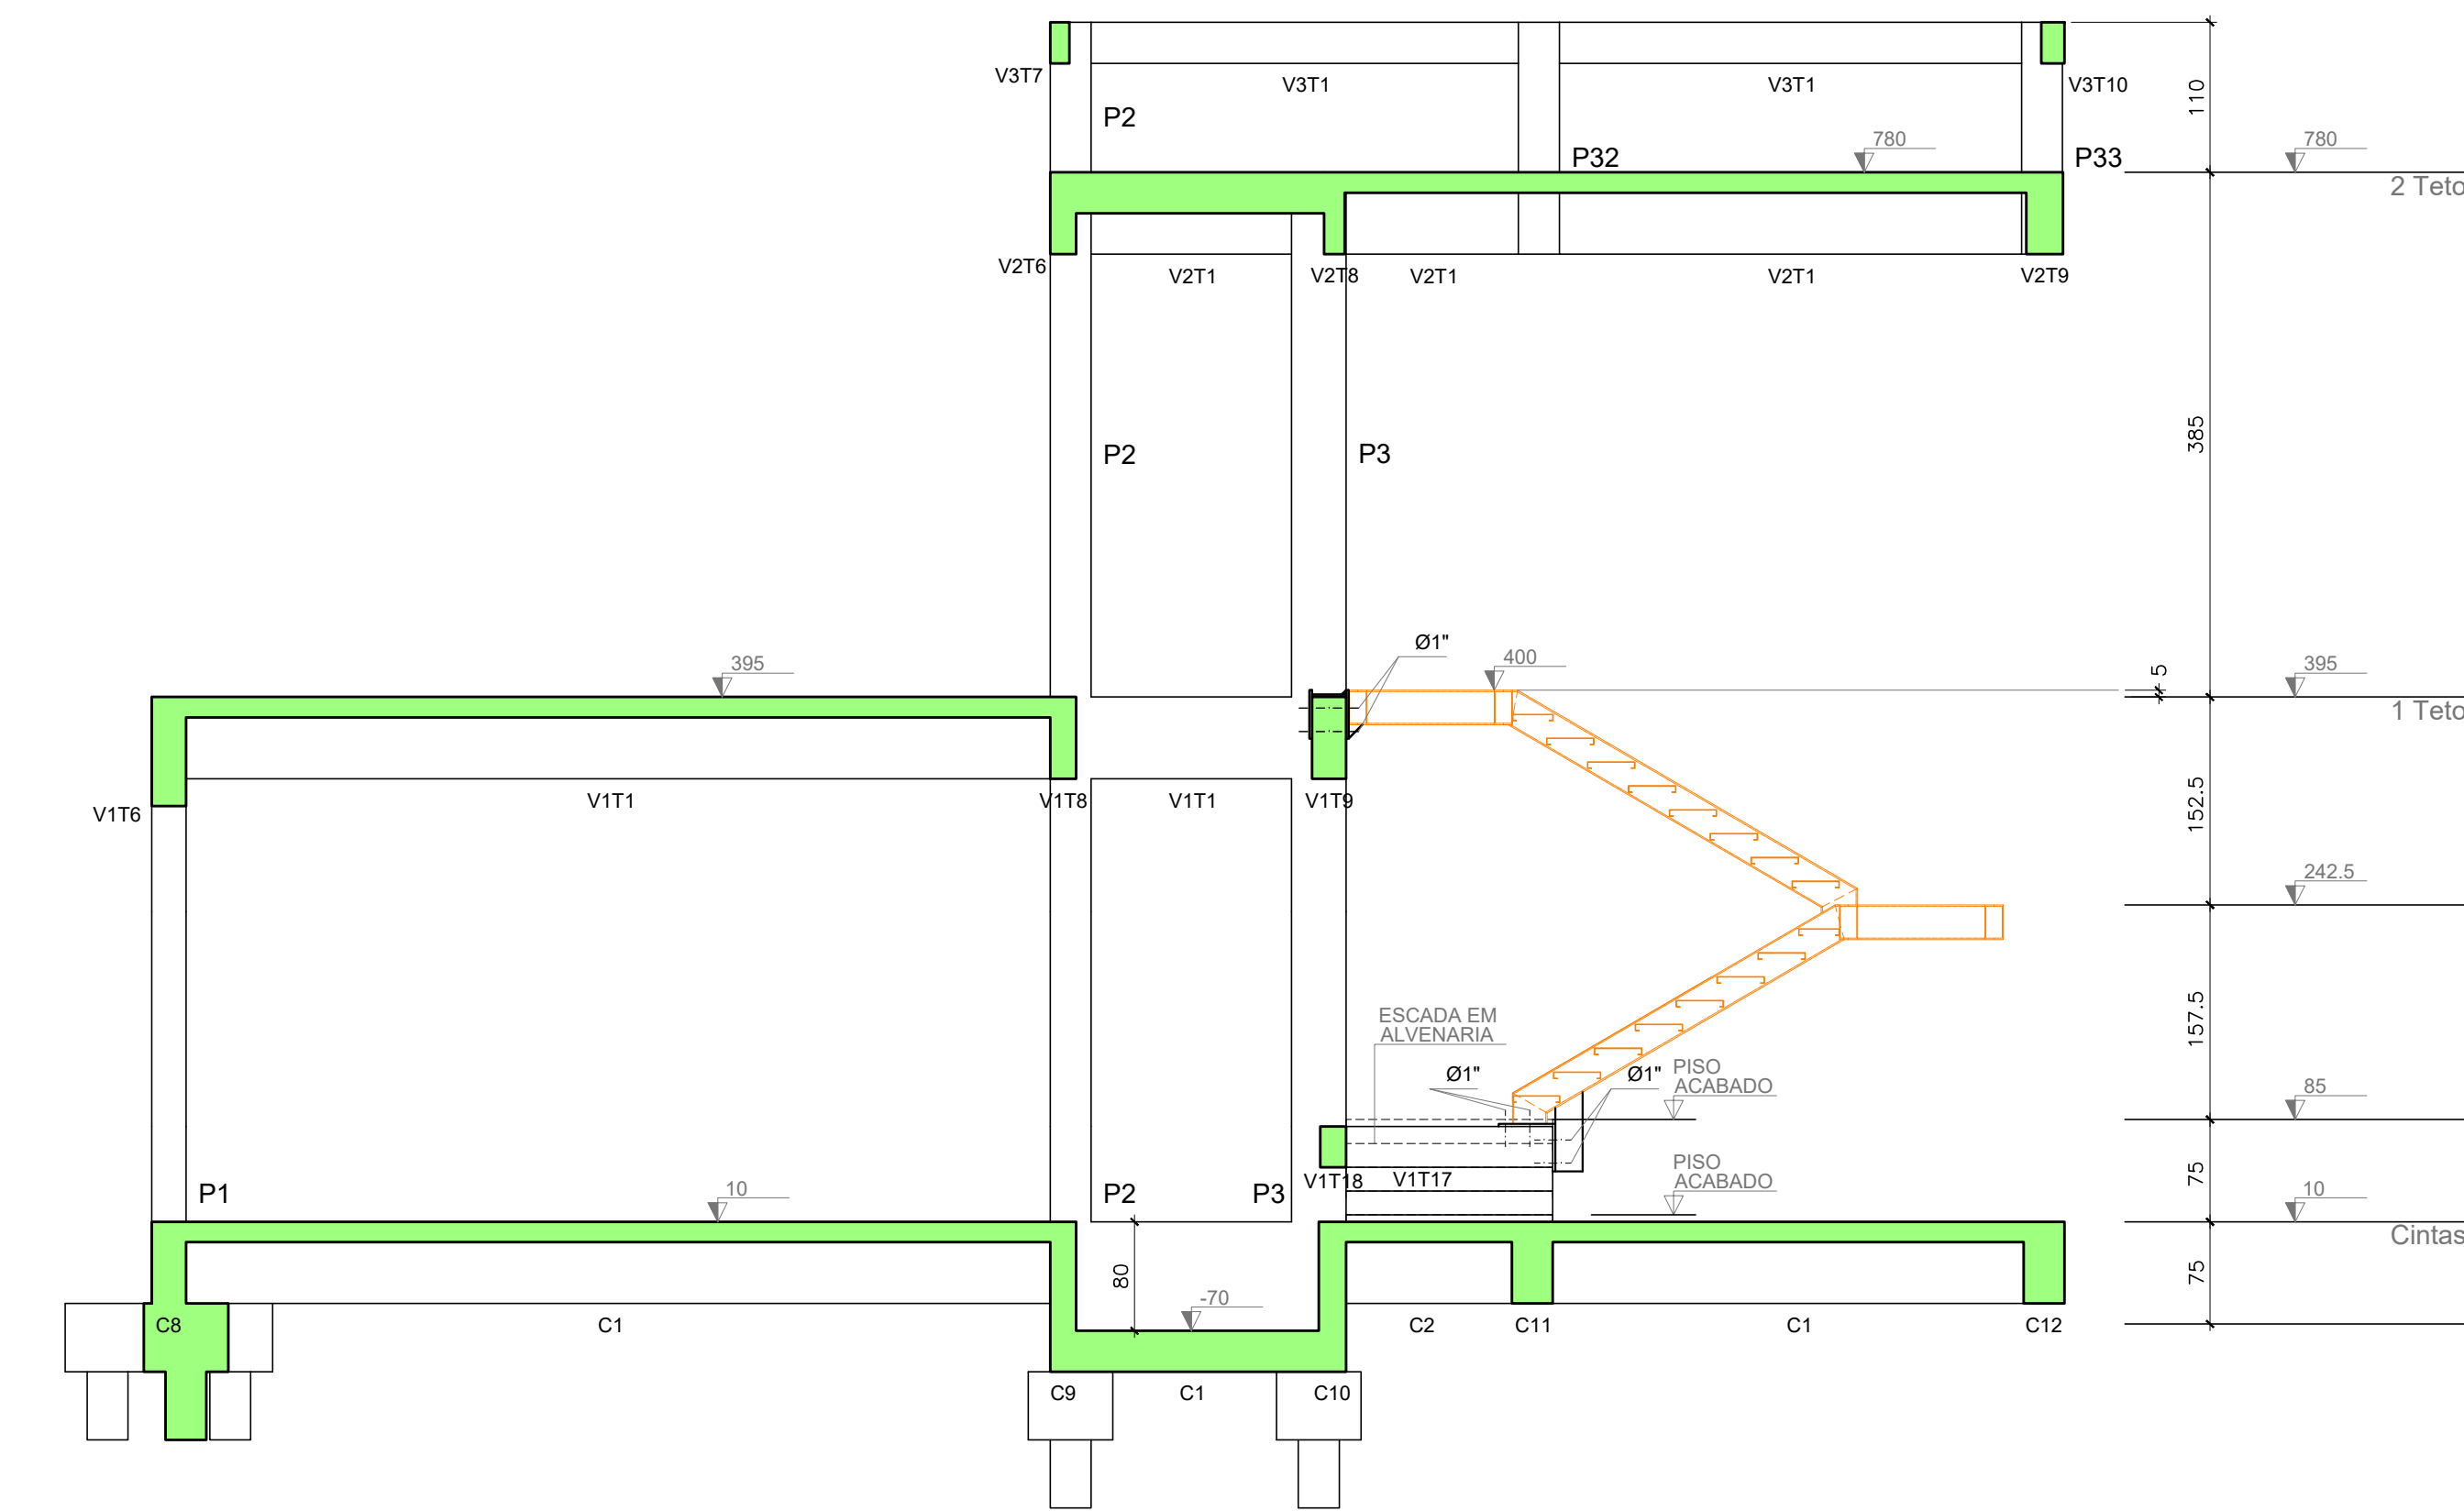 V3T7
V3T1
V3T1
V3T10
110
P2
P32
780
P33
780
2 Teto
V2T6
V2T1
V2T8
V2T1
V2T1
V2T9
385
P2
P3
Ø1"
395
400
5
395
1 Teto
V1T6
V1T1
V1T8
V1T1
V1T9
152.5
242.5
157.5
ESCADA EM
ALVENARIA
Ø1"
Ø1"
PISO
ACABADO
85
V1T18
V1T17
PISO
ACABADO
75
P1
10
P2
P3
10
Cintas
80
-70
75
C8
C1
C2
C11
C1
C12
C9
C1
C10